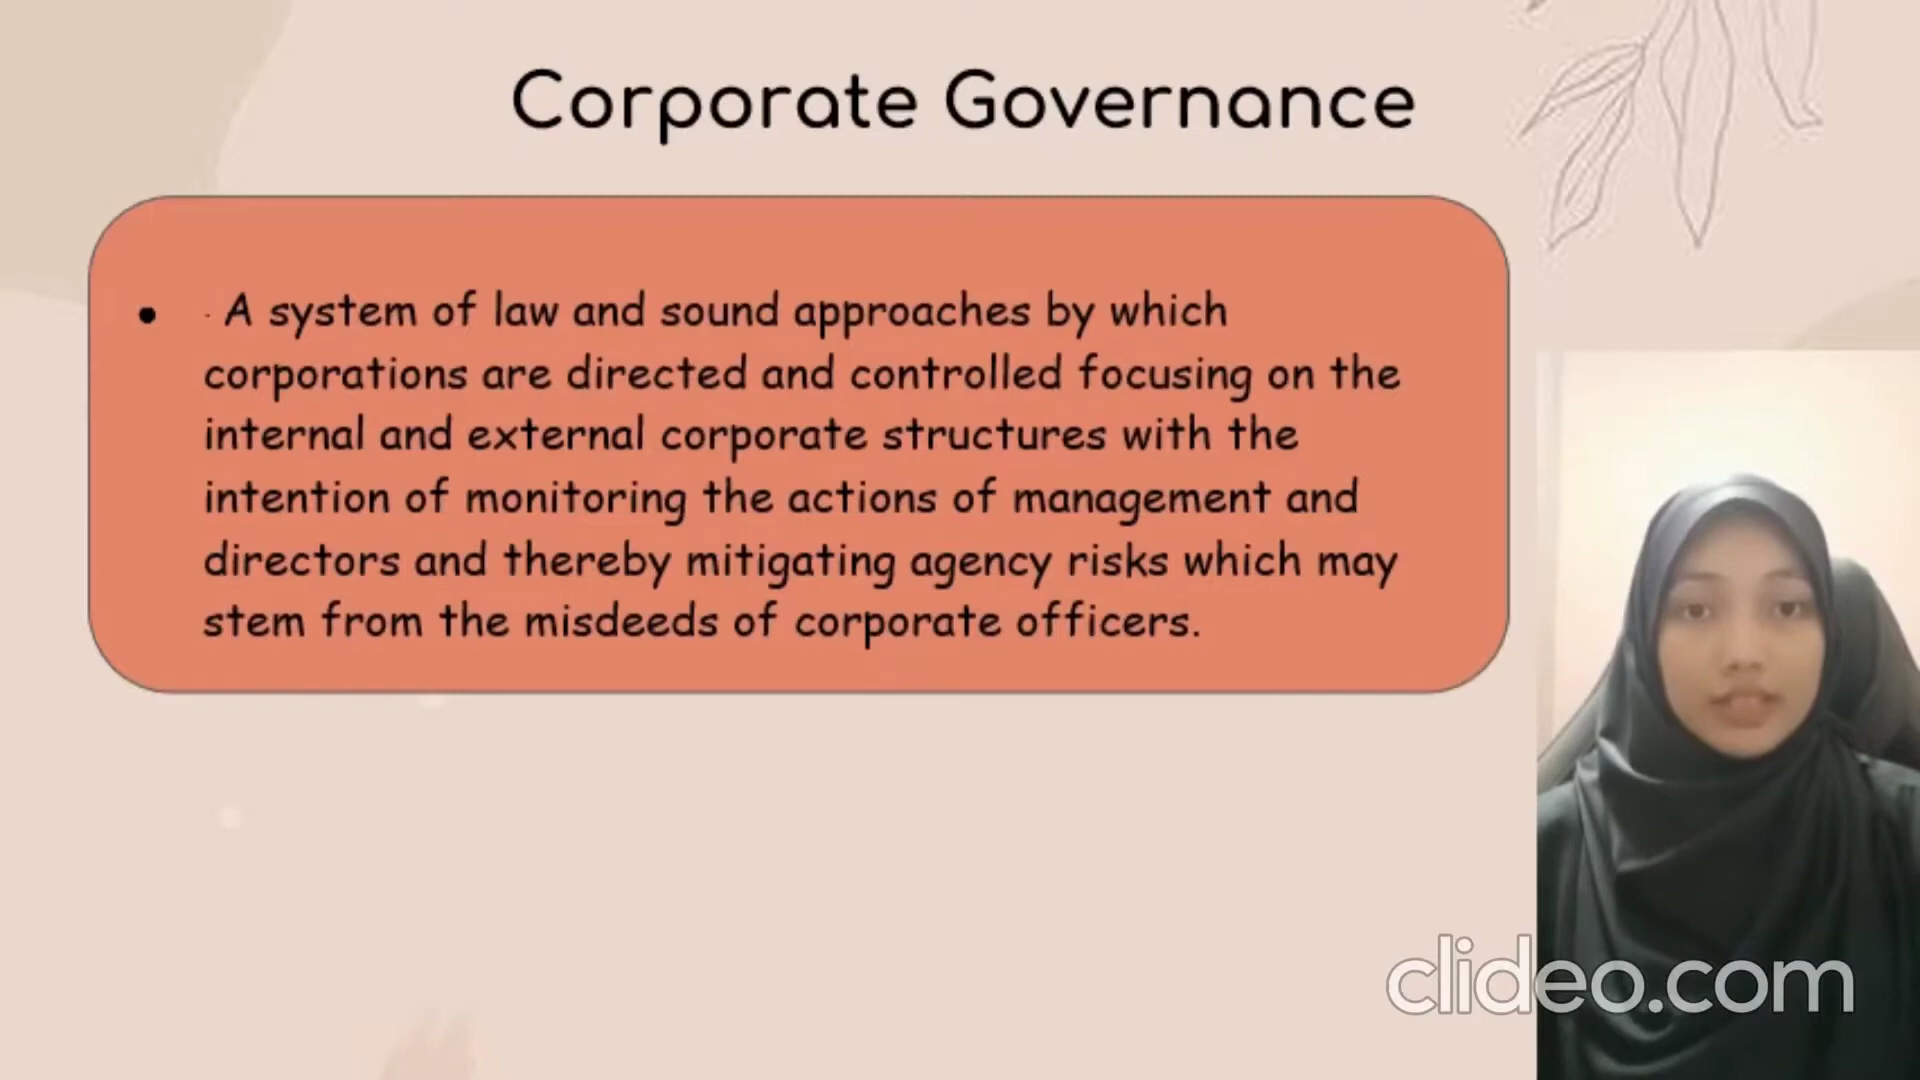 Corporate Governance
• · A system of law and sound approaches by which
corporations are directed and controlled focusing on the
internal and external corporate structures with the
intention of monitoring the actions of management and
directors and thereby mitigating agency risks which may
stem from the misdeeds of corporate officers.
clideo.com